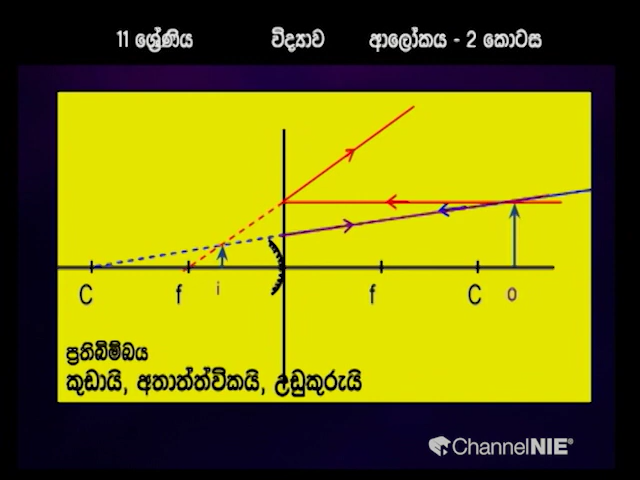 11 ශ්‍රේණිය විද්‍යාව ආලෝකය - 2 කොටස
C f i f C o
ප්‍රතිබිම්බය
කුඩායි, අතාත්ත්විකයි, උඩුකුරුයි
ChannelNIE®